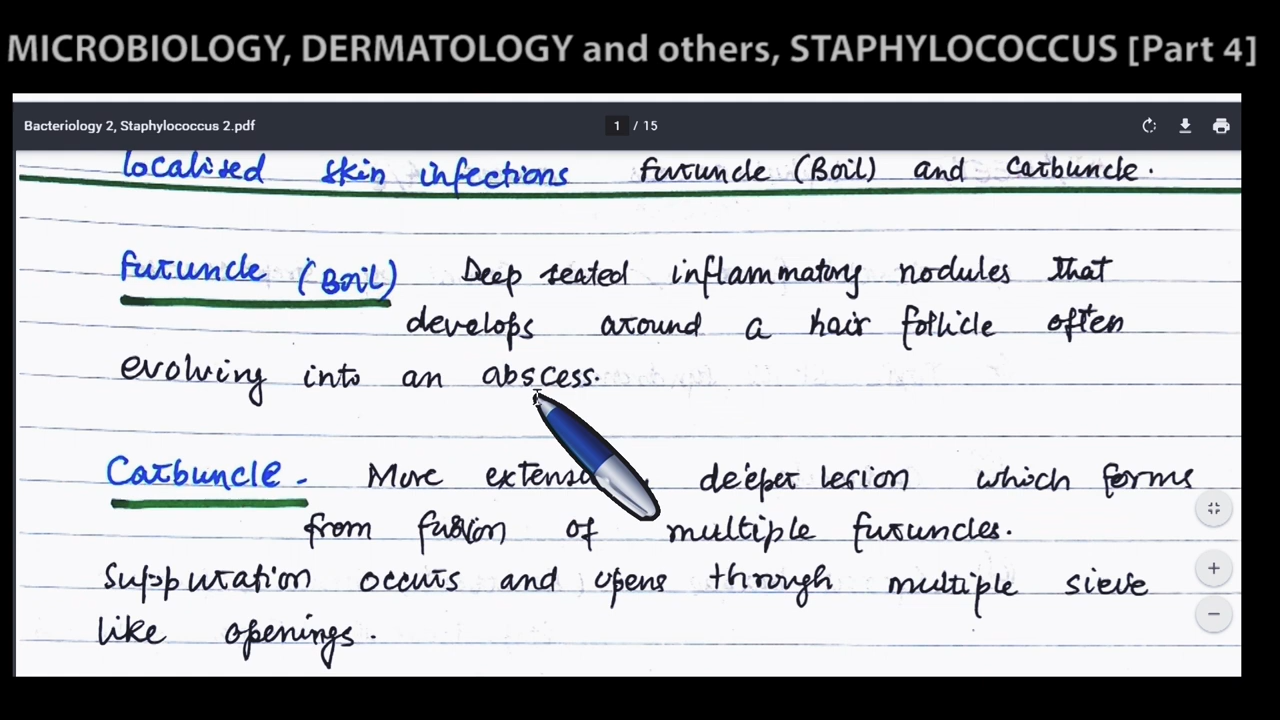 MICROBIOLOGY, DERMATOLOGY and others, STAPHYLOCOCCUS [Part 4]
Bacteriology 2, Staphylococcus 2.pdf 1 / 15
localised skin infections furuncle (Boil) and carbuncle.
furuncle (Boil) Deep seated inflammatory nodules that
develops around a hair follicle often
evolving into an abscess.
Carbuncle - More deeper lesion which forms
from fusion of multiple furuncles.
Suppuration occurs and opens through multiple sieve
like openings.